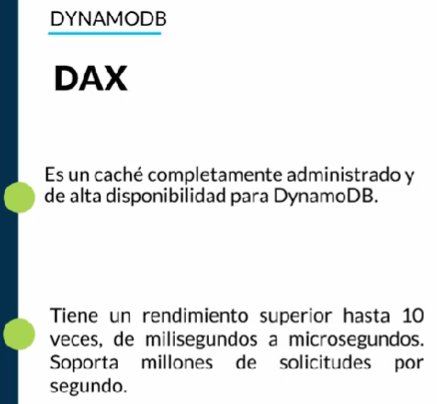 DYNAMODB
DAX
Es un caché completamente administrado y
de alta disponibilidad para DynamoDB.
Tiene un rendimiento superior hasta 10
veces, de milisegundos a microsegundos.
Soporta millones de solicitudes por
segundo.